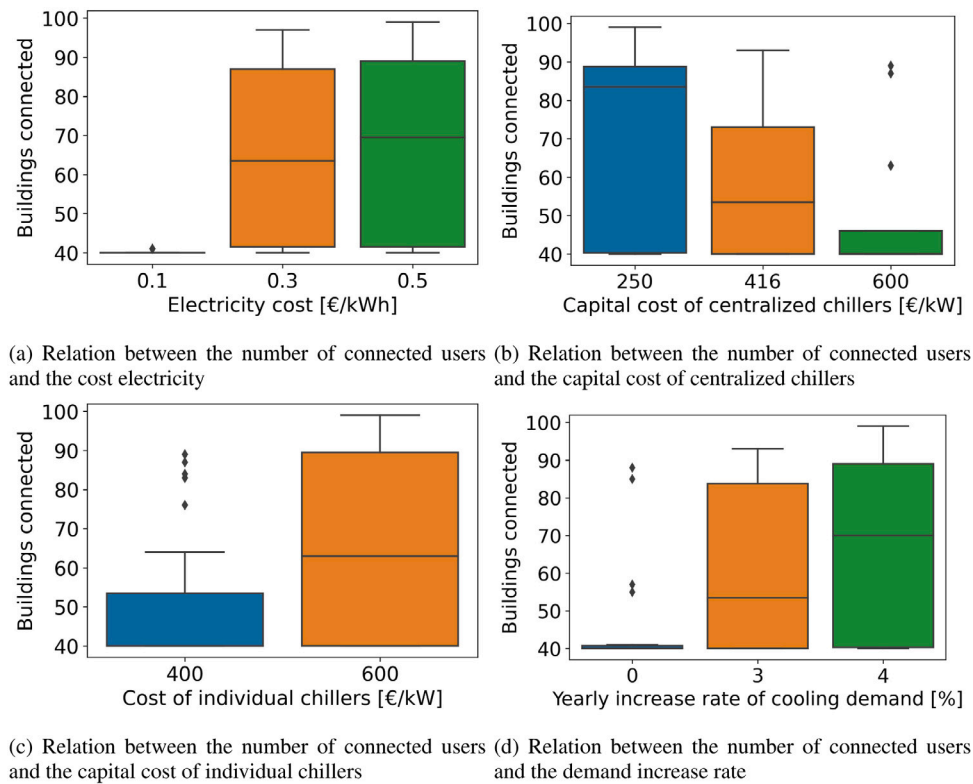 100
90
80
70
60
50
40
Buildings connected
0.1 0.3 0.5
Electricity cost [€/kWh]
(a) Relation between the number of connected users
and the cost electricity
100
90
80
70
60
50
40
Buildings connected
250 416 600
Capital cost of centralized chillers [€/kW]
(b) Relation between the number of connected users
and the capital cost of centralized chillers
100
90
80
70
60
50
40
Buildings connected
400 600
Cost of individual chillers [€/kW]
(c) Relation between the number of connected users
and the capital cost of individual chillers
100
90
80
70
60
50
40
Buildings connected
0 3 4
Yearly increase rate of cooling demand [%]
(d) Relation between the number of connected users
and the demand increase rate